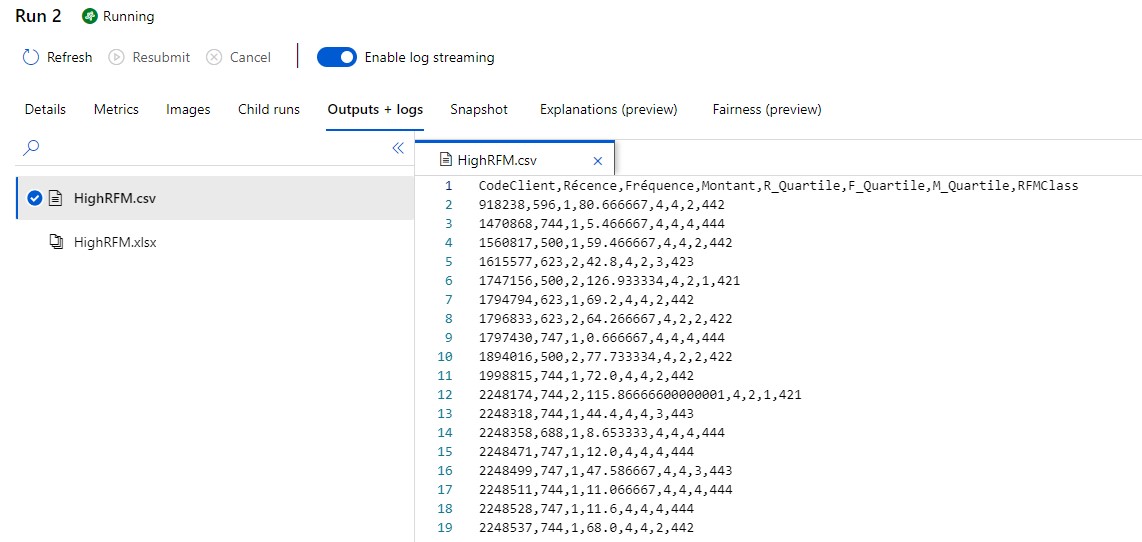 Run 2 Running
Refresh Resubmit Cancel Enable log streaming
Details Metrics Images Child runs Outputs + logs Snapshot Explanations (preview) Fairness (preview)
HighRFM.csv
HighRFM.xlsx
HighRFM.csv
1 CodeClient,Récence,Fréquence,Montant,R_Quartile,F_Quartile,M_Quartile,RFMClass
2 918238,596,1,80.666667,4,4,2,442
3 1470868,744,1,5.466667,4,4,4,444
4 1560817,500,1,59.466667,4,4,2,442
5 1615577,623,2,42.8,4,2,3,423
6 1747156,500,2,126.933334,4,2,1,421
7 1794794,623,1,69.2,4,4,2,442
8 1796833,623,2,64.266667,4,2,2,422
9 1797430,747,1,0.666667,4,4,4,444
10 1894016,500,2,77.733334,4,2,2,422
11 1998815,744,1,72.0,4,4,2,442
12 2248174,744,2,115.86666600000001,4,2,1,421
13 2248318,744,1,44.4,4,4,3,443
14 2248358,688,1,8.653333,4,4,4,444
15 2248471,747,1,12.0,4,4,4,444
16 2248499,747,1,47.586667,4,4,3,443
17 2248511,744,1,11.066667,4,4,4,444
18 2248528,747,1,11.6,4,4,4,444
19 2248537,744,1,68.0,4,4,2,442